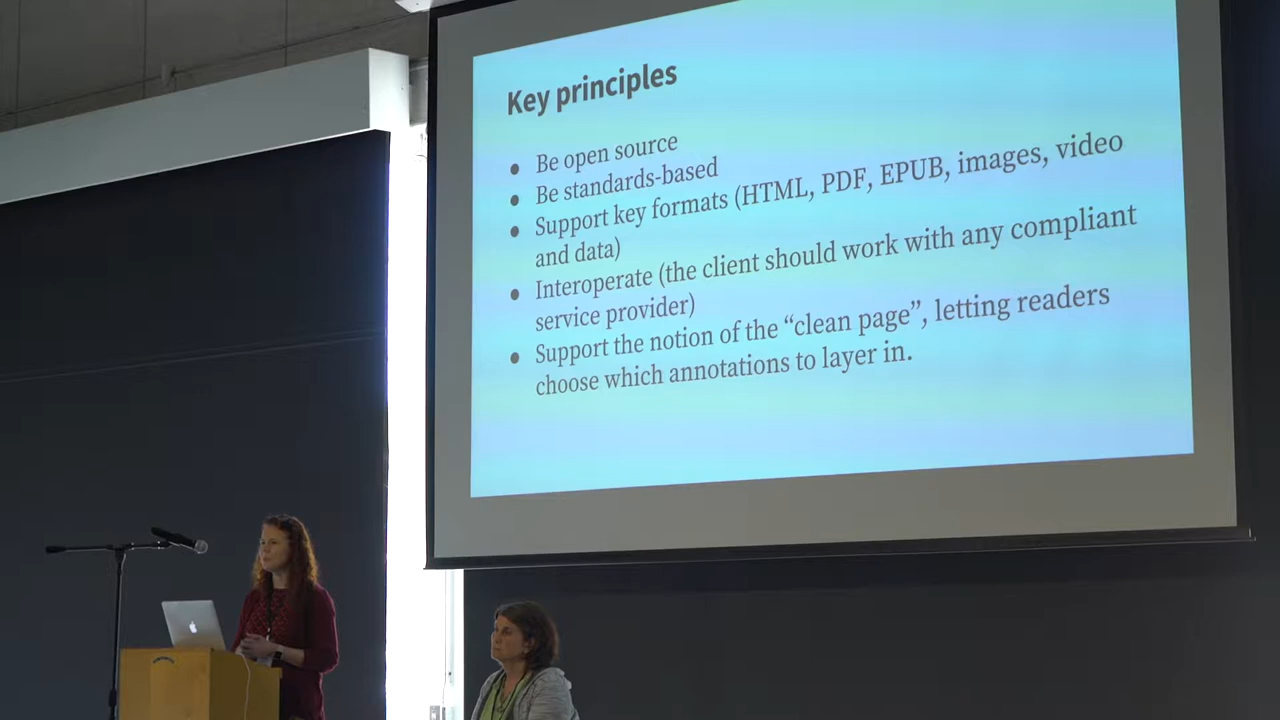 Key principles
● Be open source
● Be standards-based
● Support key formats (HTML, PDF, EPUB, images, video
and data)
● Interoperate (the client should work with any compliant
service provider)
● Support the notion of the “clean page”, letting readers
choose which annotations to layer in.